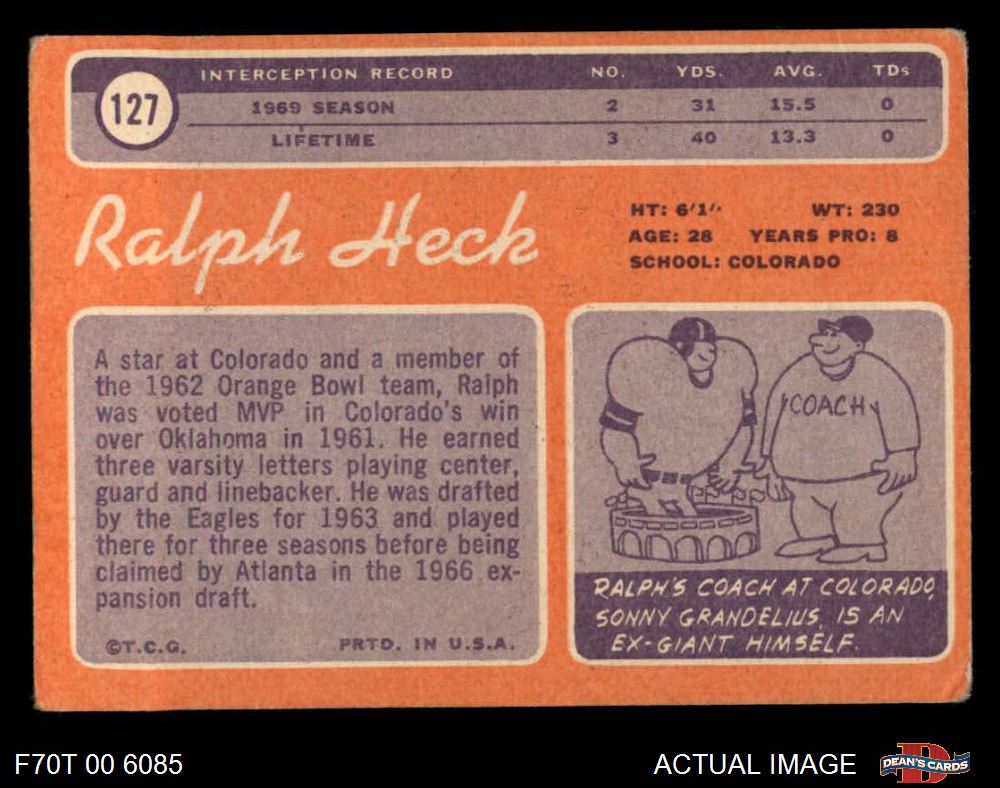 127
INTERCEPTION RECORD NO. YDS. AVG. TDs
1969 SEASON 2 31 15.5 0
LIFETIME 3 40 13.3 0
Ralph Heck
HT: 6'1" WT: 230
AGE: 28 YEARS PRO: 8
SCHOOL: COLORADO
A star at Colorado and a member of
the 1962 Orange Bowl team, Ralph
was voted MVP in Colorado's win
over Oklahoma in 1961. He earned
three varsity letters playing center,
guard and linebacker. He was drafted
by the Eagles for 1963 and played
there for three seasons before being
claimed by Atlanta in the 1966 ex-
pansion draft.
©T.C.G. PRTD. IN U.S.A.
COACH
RALPH'S COACH AT COLORADO,
SONNY GRANDELIUS, IS AN
EX-GIANT HIMSELF.
F70T 00 6085
ACTUAL IMAGE
DEAN'S CARDS